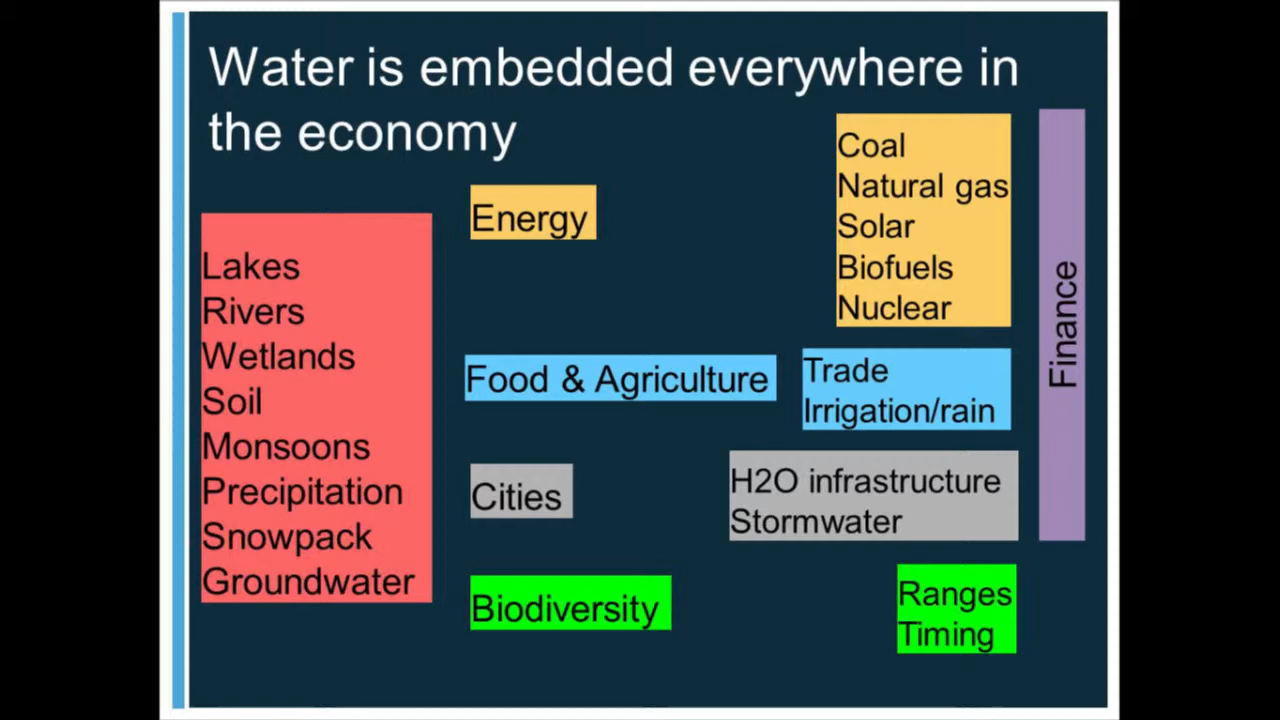 Water is embedded everywhere in
the economy
Lakes
Rivers
Wetlands
Soil
Monsoons
Precipitation
Snowpack
Groundwater
Energy
Coal
Natural gas
Solar
Biofuels
Nuclear
Food & Agriculture
Trade
Irrigation/rain
Cities
H2O infrastructure
Stormwater
Biodiversity
Ranges
Timing
Finance